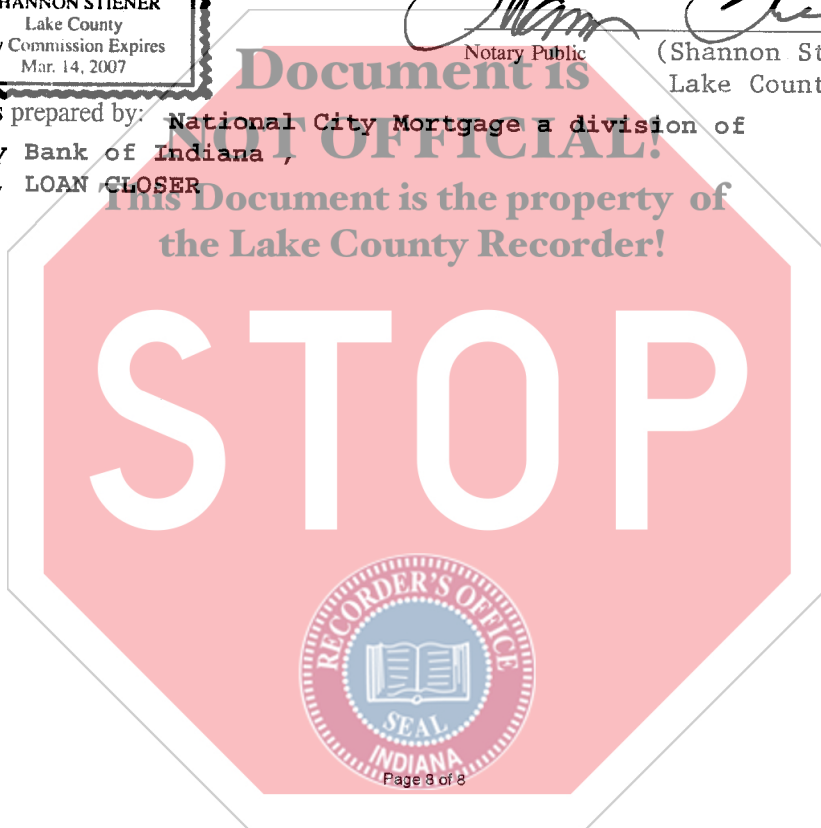 SHANNON STIENER
Lake County
Commission Expires
Mar. 14, 2007
Notary Public
(Shannon St
Lake Count
Document is
prepared by: National City Mortgage a division of
NOT OFFICIAL!
Bank of Indiana ,
LOAN CLOSER
This Document is the property of
the Lake County Recorder!
STOP
RECORDER'S OFFICE
SEAL
INDIANA
Page 8 of 8